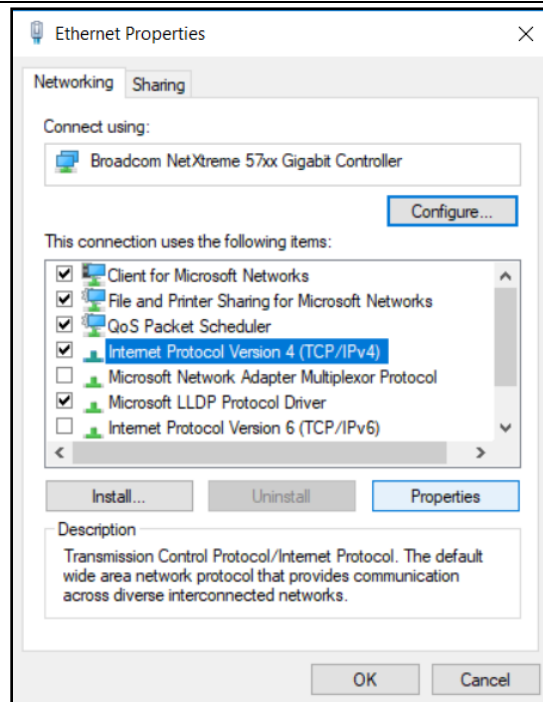 Ethernet Properties
Networking Sharing
Connect using:
Broadcom NetXtreme 57xx Gigabit Controller
Configure...
This connection uses the following items:
Client for Microsoft Networks
File and Printer Sharing for Microsoft Networks
QoS Packet Scheduler
Internet Protocol Version 4 (TCP/IPv4)
Microsoft Network Adapter Multiplexor Protocol
Microsoft LLDP Protocol Driver
Internet Protocol Version 6 (TCP/IPv6)
Install... Uninstall Properties
Description
Transmission Control Protocol/Internet Protocol. The default
wide area network protocol that provides communication
across diverse interconnected networks.
OK Cancel